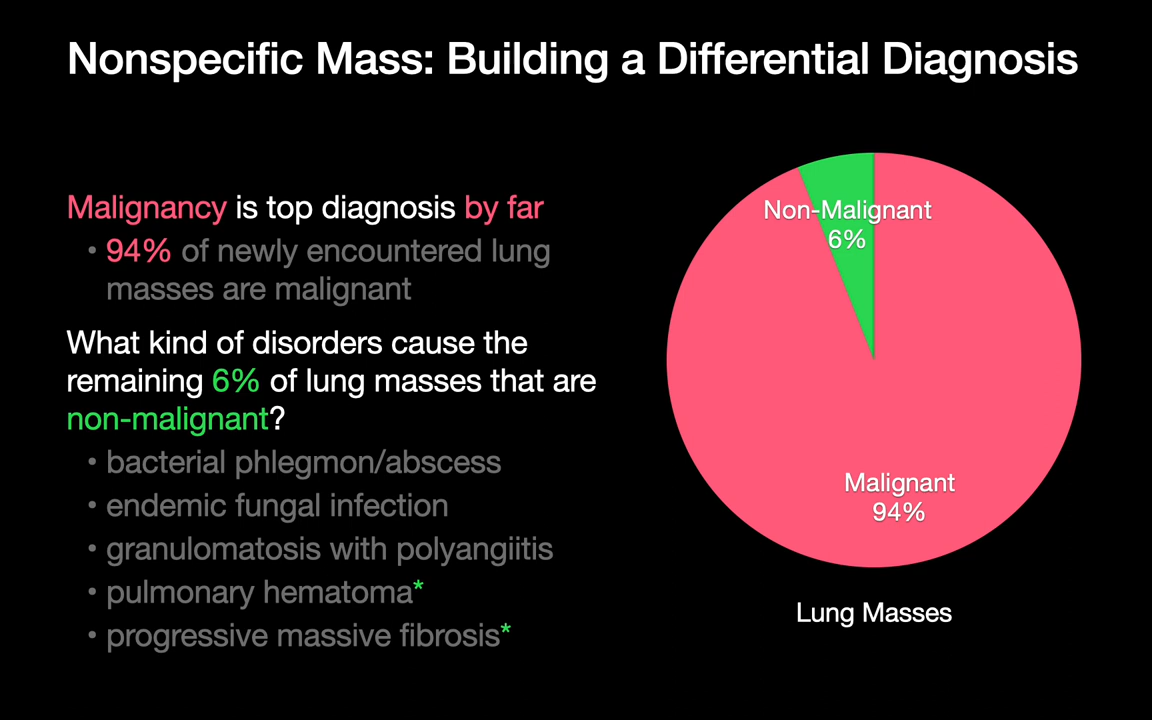 Nonspecific Mass: Building a Differential Diagnosis
Malignancy is top diagnosis by far
• 94% of newly encountered lung
masses are malignant
What kind of disorders cause the
remaining 6% of lung masses that are
non-malignant?
• bacterial phlegmon/abscess
• endemic fungal infection
• granulomatosis with polyangiitis
• pulmonary hematoma*
• progressive massive fibrosis*
Non-Malignant
6%
Malignant
94%
Lung Masses